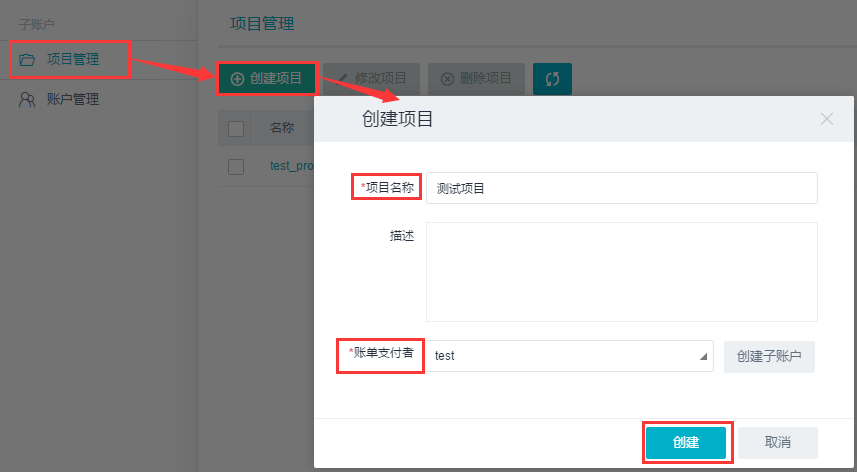 子账户
项目管理
账户管理
项目管理
创建项目
修改项目
删除项目
名称
test_pro
创建项目
*项目名称
测试项目
描述
*账单支付者
test
创建子账户
创建
取消